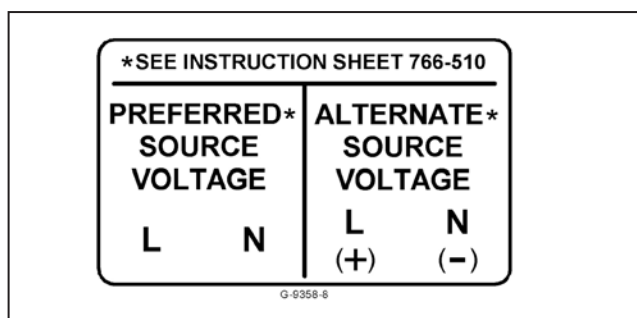 *SEE INSTRUCTION SHEET 766-510
PREFERRED*
SOURCE
VOLTAGE
L N
ALTERNATE*
SOURCE
VOLTAGE
L N
(+) (−)
G-9358-8